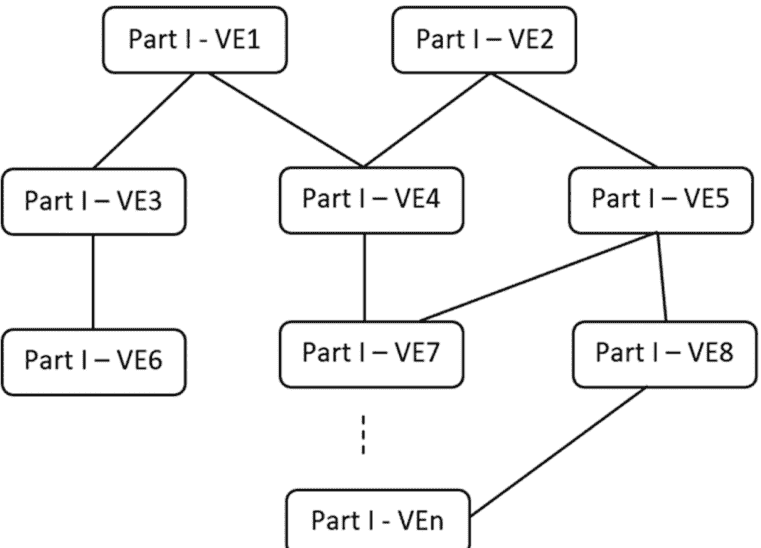 Part I - VE1
Part I – VE2
Part I – VE3
Part I – VE4
Part I – VE5
Part I – VE6
Part I – VE7
Part I – VE8
Part I - VEn